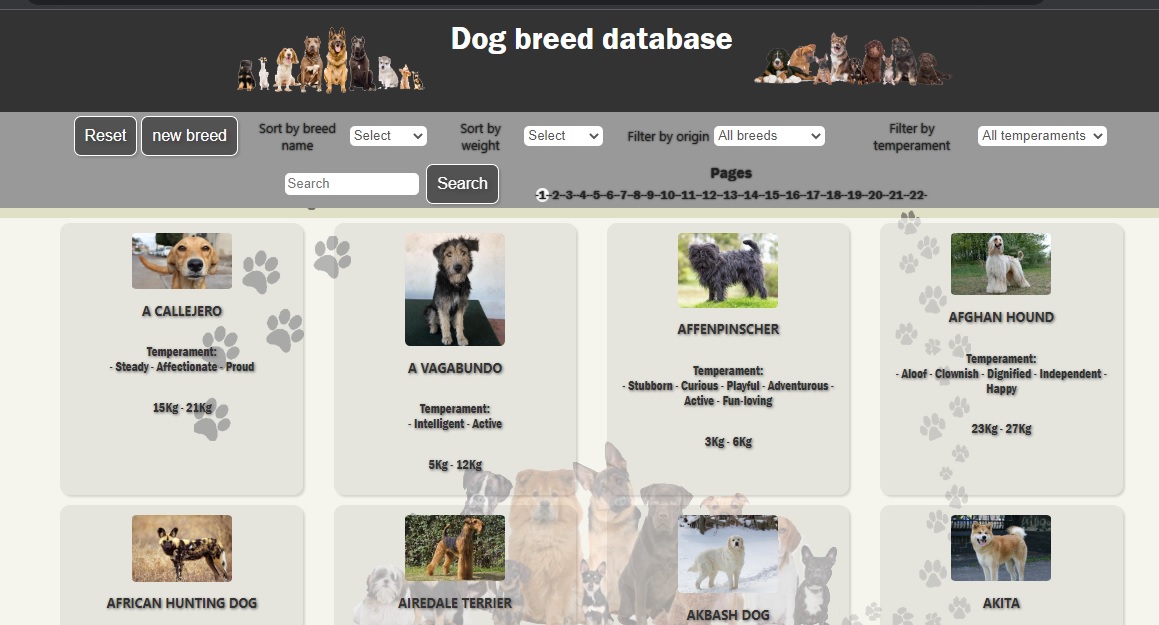 Dog breed database
Reset
new breed
Sort by breed
name
Select
Sort by
weight
Select
Filter by origin
All breeds
Filter by
temperament
All temperaments
Search
Search
Pages
-1--2--3--4--5--6--7--8--9--10--11--12--13--14--15--16--17--18--19--20--21--22-
A CALLEJERO
Temperament:
- Steady - Affectionate - Proud
15Kg - 21Kg
A VAGABUNDO
Temperament:
- Intelligent - Active
5Kg - 12Kg
AFFENPINSCHER
Temperament:
- Stubborn - Curious - Playful - Adventurous -
Active - Fun-loving
3Kg - 6Kg
AFGHAN HOUND
Temperament:
- Aloof - Clownish - Dignified - Independent -
Happy
23Kg - 27Kg
AFRICAN HUNTING DOG
AIREDALE TERRIER
AKBASH DOG
AKITA